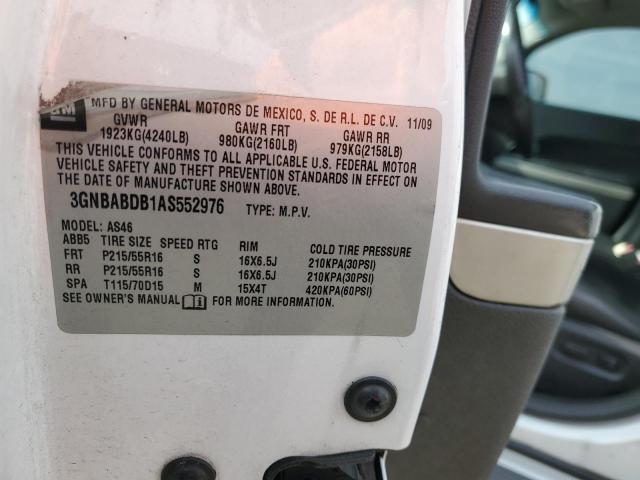 GM
MFD BY GENERAL MOTORS DE MEXICO, S. DE R.L. DE C.V. 11/09
GVWR GAWR FRT GAWR RR
1923KG(4240LB) 980KG(2160LB) 979KG(2158LB)
THIS VEHICLE CONFORMS TO ALL APPLICABLE U.S. FEDERAL MOTOR
VEHICLE SAFETY AND THEFT PREVENTION STANDARDS IN EFFECT ON
THE DATE OF MANUFACTURE SHOWN ABOVE.
3GNBABDB1AS552976 TYPE: M.P.V.
MODEL: AS46
ABB5 TIRE SIZE SPEED RTG RIM COLD TIRE PRESSURE
FRT P215/55R16 S 16X6.5J 210KPA(30PSI)
RR P215/55R16 S 16X6.5J 210KPA(30PSI)
SPA T115/70D15 M 15X4T 420KPA(60PSI)
SEE OWNER'S MANUAL FOR MORE INFORMATION.